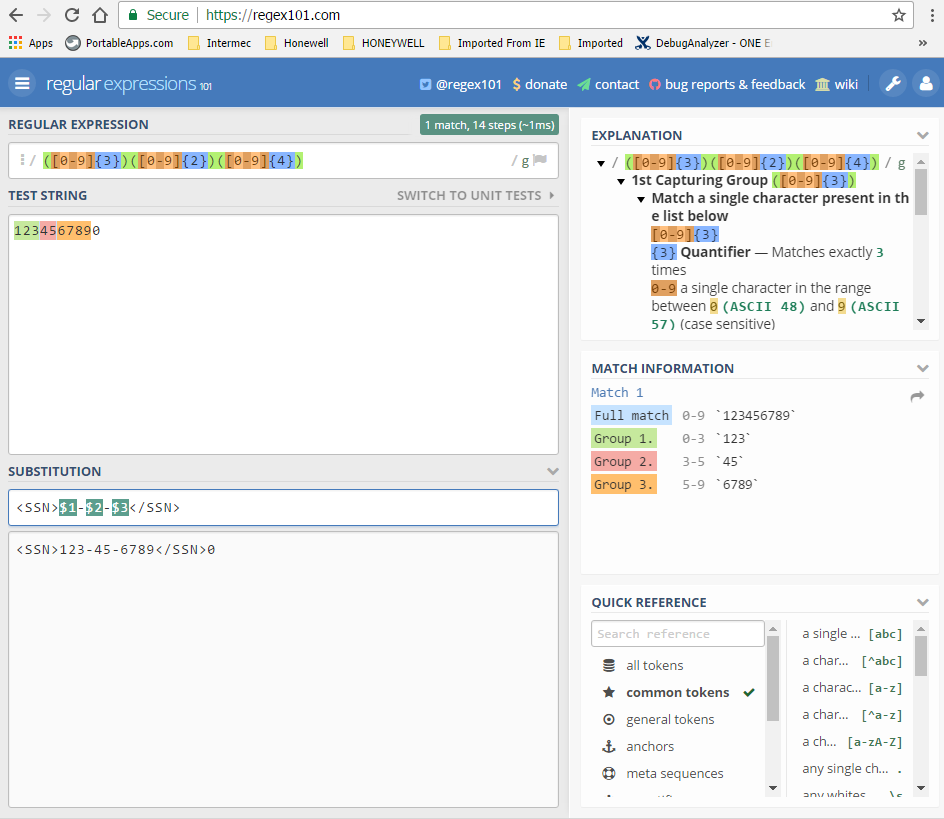 Secure https://regex101.com
Apps PortableApps.com Intermec Honewell HONEYWELL Imported From IE Imported DebugAnalyzer - ONE »
regular expressions 101 @regex101 $ donate contact bug reports & feedback wiki
REGULAR EXPRESSION 1 match, 14 steps (~1ms)
/ ([0-9]{3})([0-9]{2})([0-9]{4}) / g
TEST STRING SWITCH TO UNIT TESTS
1234567890
SUBSTITUTION
<SSN>$1-$2-$3</SSN>
<SSN>123-45-6789</SSN>0
EXPLANATION
/ ([0-9]{3})([0-9]{2})([0-9]{4}) / g
1st Capturing Group ([0-9]{3})
Match a single character present in th
e list below
[0-9]{3}
{3} Quantifier — Matches exactly 3
times
0-9 a single character in the range
between 0 (ASCII 48) and 9 (ASCII
57) (case sensitive)
MATCH INFORMATION
Match 1
Full match 0-9 `123456789`
Group 1. 0-3 `123`
Group 2. 3-5 `45`
Group 3. 5-9 `6789`
QUICK REFERENCE
Search reference
all tokens
common tokens
general tokens
anchors
meta sequences
a single ... [abc]
a char... [^abc]
a charac... [a-z]
a char... [^a-z]
a ch... [a-zA-Z]
any single ch... .
any whites... \s